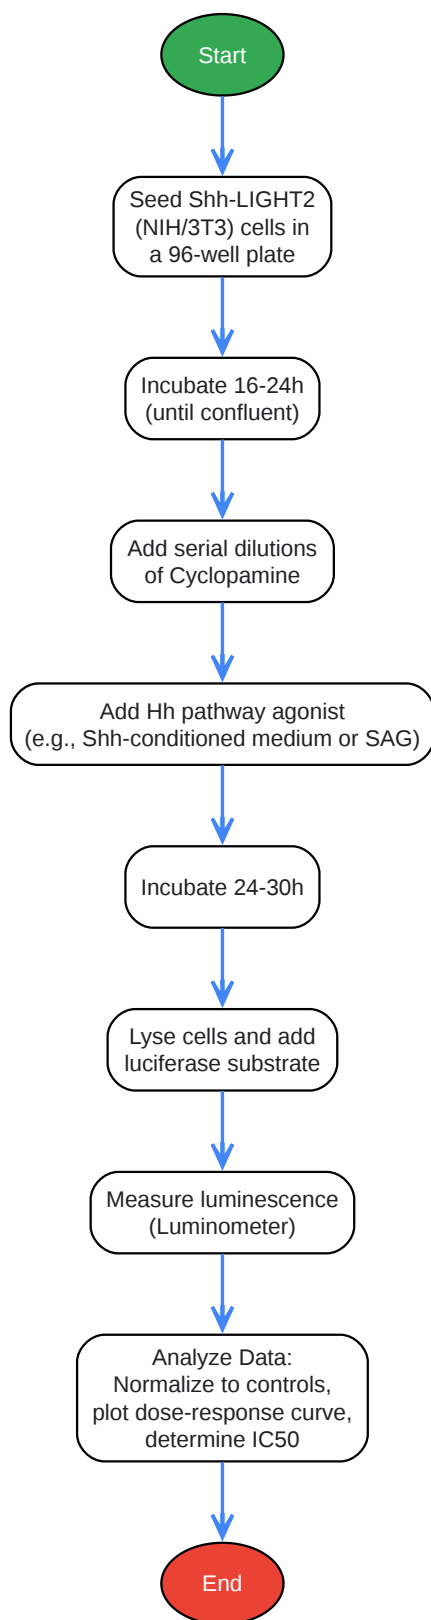 Start
Seed Shh-LIGHT2
(NIH/3T3) cells in
a 96-well plate
Incubate 16-24h
(until confluent)
Add serial dilutions
of Cyclopamine
Add Hh pathway agonist
(e.g., Shh-conditioned medium or SAG)
Incubate 24-30h
Lyse cells and add
luciferase substrate
Measure luminescence
(Luminometer)
Analyze Data:
Normalize to controls,
plot dose-response curve,
determine IC50
End